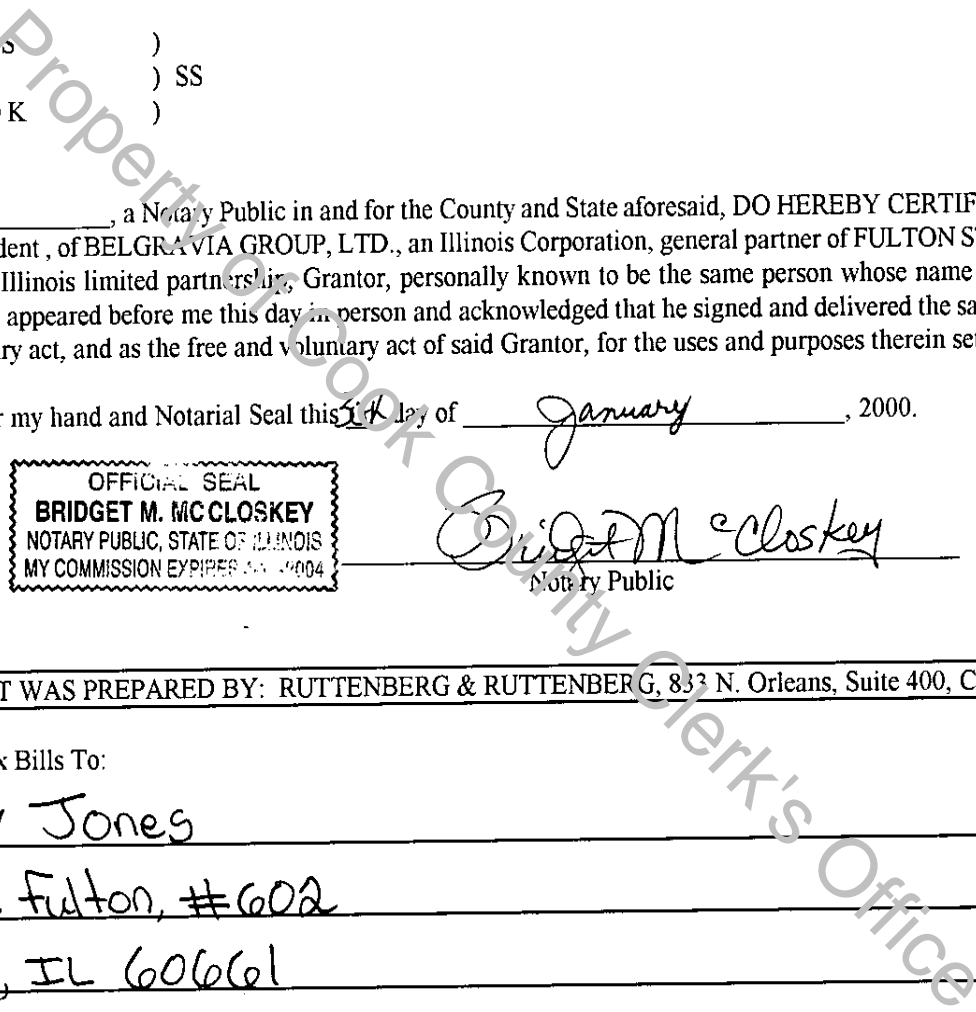 )
) SS
K )
, a Notary Public in and for the County and State aforesaid, DO HEREBY CERTIF
dent , of BELGRAVIA GROUP, LTD., an Illinois Corporation, general partner of FULTON S
Illinois limited partnership, Grantor, personally known to be the same person whose name
appeared before me this day in person and acknowledged that he signed and delivered the sa
ry act, and as the free and voluntary act of said Grantor, for the uses and purposes therein se
my hand and Notarial Seal this day of January, 2000.
OFFICIAL SEAL
BRIDGET M. MC CLOSKEY
NOTARY PUBLIC, STATE OF ILLINOIS
MY COMMISSION EXPIRES 2004
Bridget M McCloskey
Notary Public
T WAS PREPARED BY: RUTTENBERG & RUTTENBERG, 833 N. Orleans, Suite 400, C
x Bills To:
Jones
Fulton, #602
, IL 60661
Property of Cook County Clerk's Office